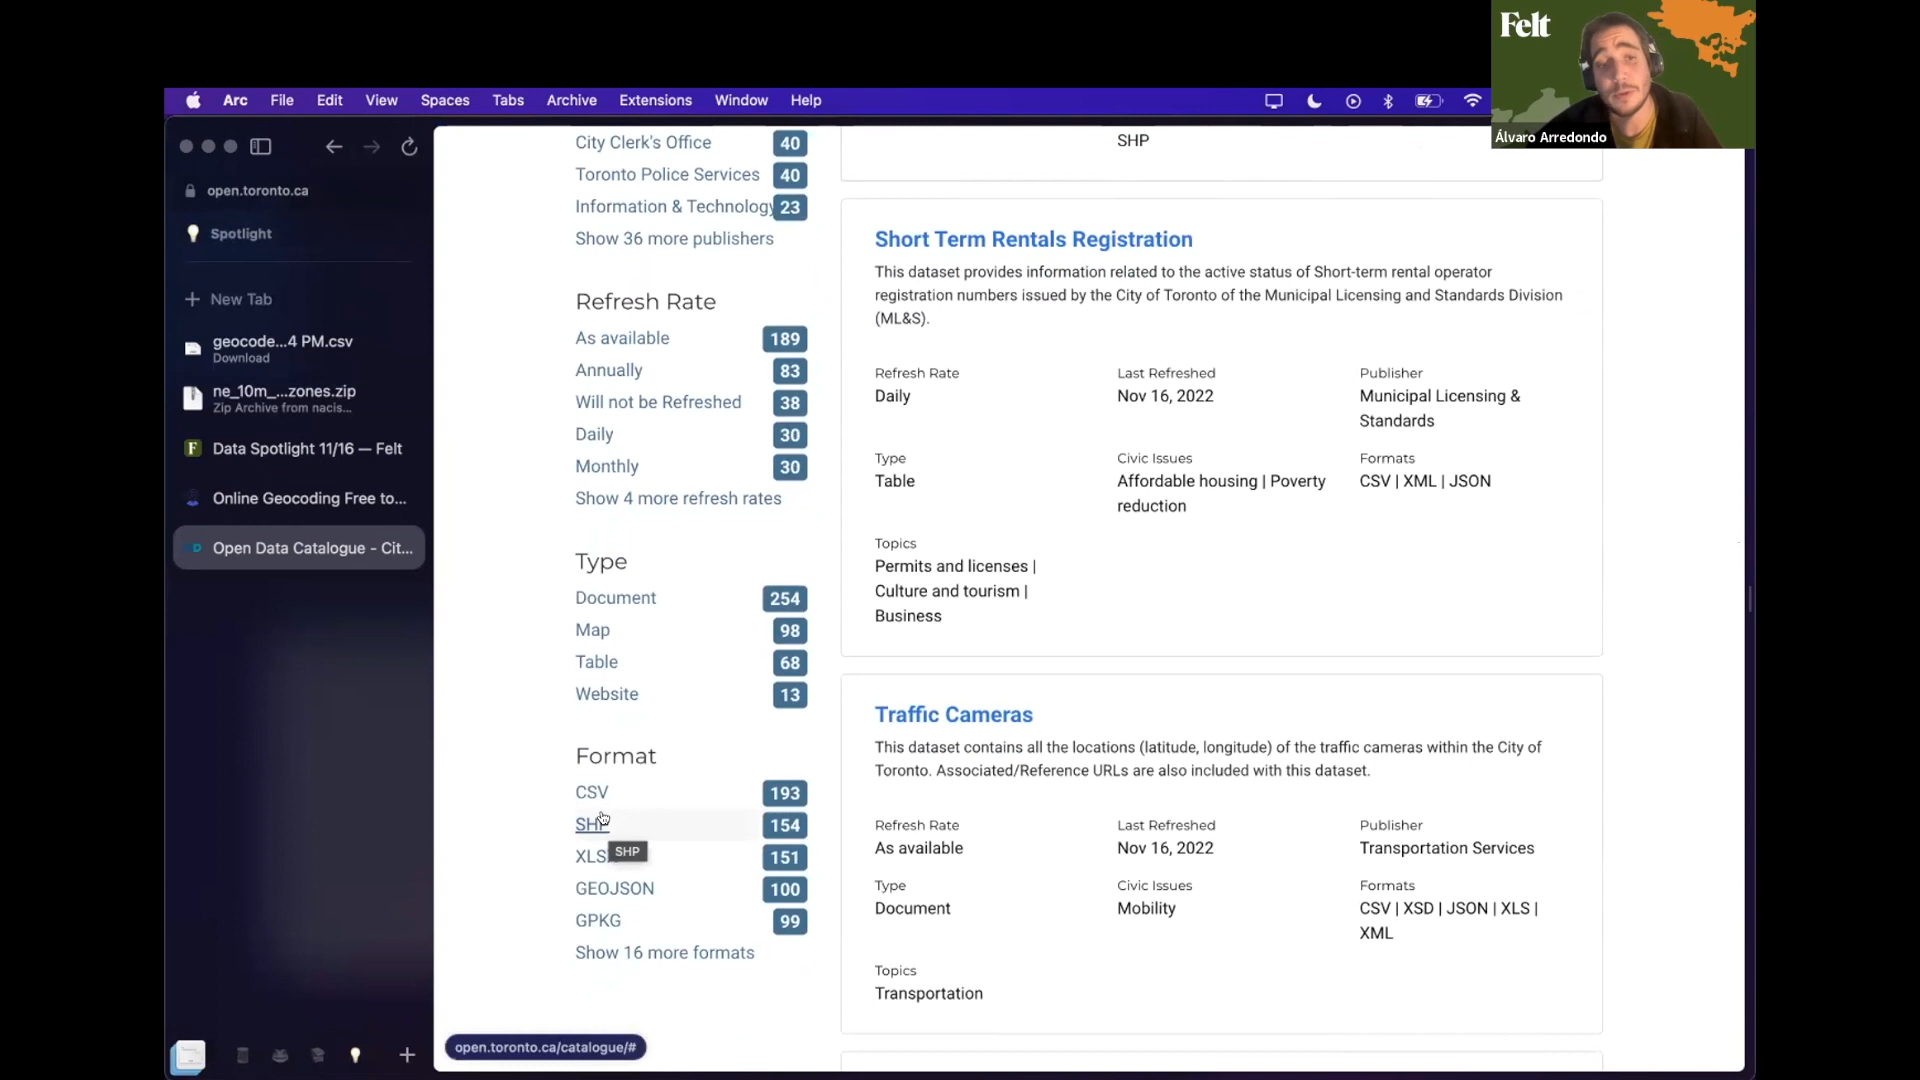 Felt
Álvaro Arredondo
Arc File Edit View Spaces Tabs Archive Extensions Window Help
open.toronto.ca
Spotlight
New Tab
geocode...4 PM.csv
Download
ne_10m_...zones.zip
Zip Archive from nacis...
F Data Spotlight 11/16 — Felt
Online Geocoding Free to...
Open Data Catalogue - Cit...
City Clerk's Office 40
Toronto Police Services 40
Information & Technology 23
Show 36 more publishers
Refresh Rate
As available 189
Annually 83
Will not be Refreshed 38
Daily 30
Monthly 30
Show 4 more refresh rates
Type
Document 254
Map 98
Table 68
Website 13
Format
CSV 193
SHP 154
SHP
XLS 151
GEOJSON 100
GPKG 99
Show 16 more formats
open.toronto.ca/catalogue/#
SHP
Short Term Rentals Registration
This dataset provides information related to the active status of Short-term rental operator
registration numbers issued by the City of Toronto of the Municipal Licensing and Standards Division
(ML&S).
Refresh Rate Last Refreshed Publisher
Daily Nov 16, 2022 Municipal Licensing &
Standards
Type Civic Issues Formats
Table Affordable housing | Poverty CSV | XML | JSON
reduction
Topics
Permits and licenses |
Culture and tourism |
Business
Traffic Cameras
This dataset contains all the locations (latitude, longitude) of the traffic cameras within the City of
Toronto. Associated/Reference URLs are also included with this dataset.
Refresh Rate Last Refreshed Publisher
As available Nov 16, 2022 Transportation Services
Type Civic Issues Formats
Document Mobility CSV | XSD | JSON | XLS |
XML
Topics
Transportation